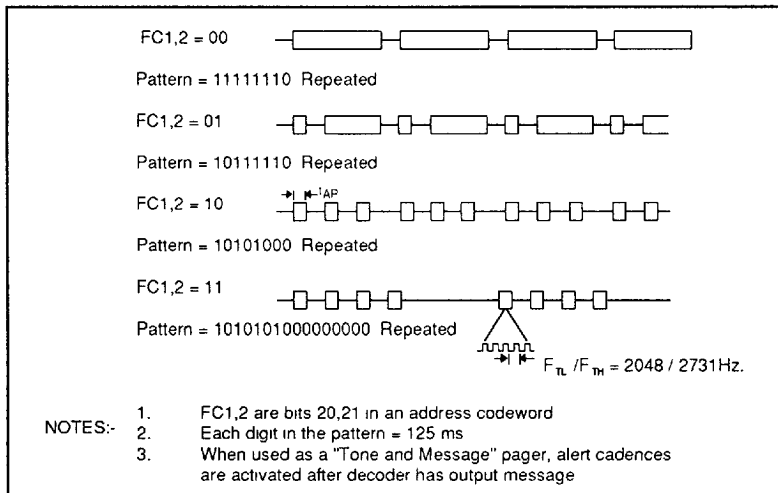 FC1,2 = 00
Pattern = 11111110 Repeated
FC1,2 = 01
Pattern = 10111110 Repeated
tAP
FC1,2 = 10
Pattern = 10101000 Repeated
FC1,2 = 11
Pattern = 1010101000000000 Repeated
FTL /FTH = 2048 / 2731Hz.
NOTES:-
1. FC1,2 are bits 20,21 in an address codeword
2. Each digit in the pattern = 125 ms
3. When used as a "Tone and Message" pager, alert cadences
are activated after decoder has output message